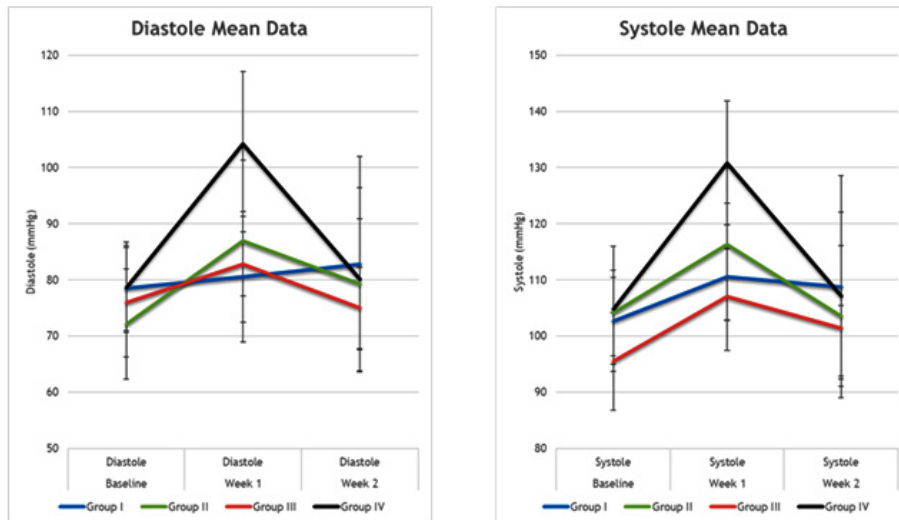 Diastole Mean Data
120
110
100
90
80
70
60
50
Diastole (mmHg)
Diastole Diastole Diastole
Baseline Week 1 Week 2
Group I Group II Group III Group IV
Systole Mean Data
150
140
130
120
110
100
90
80
Systole (mmHg)
Systole Systole Systole
Baseline Week 1 Week 2
Group I Group II Group III Group IV